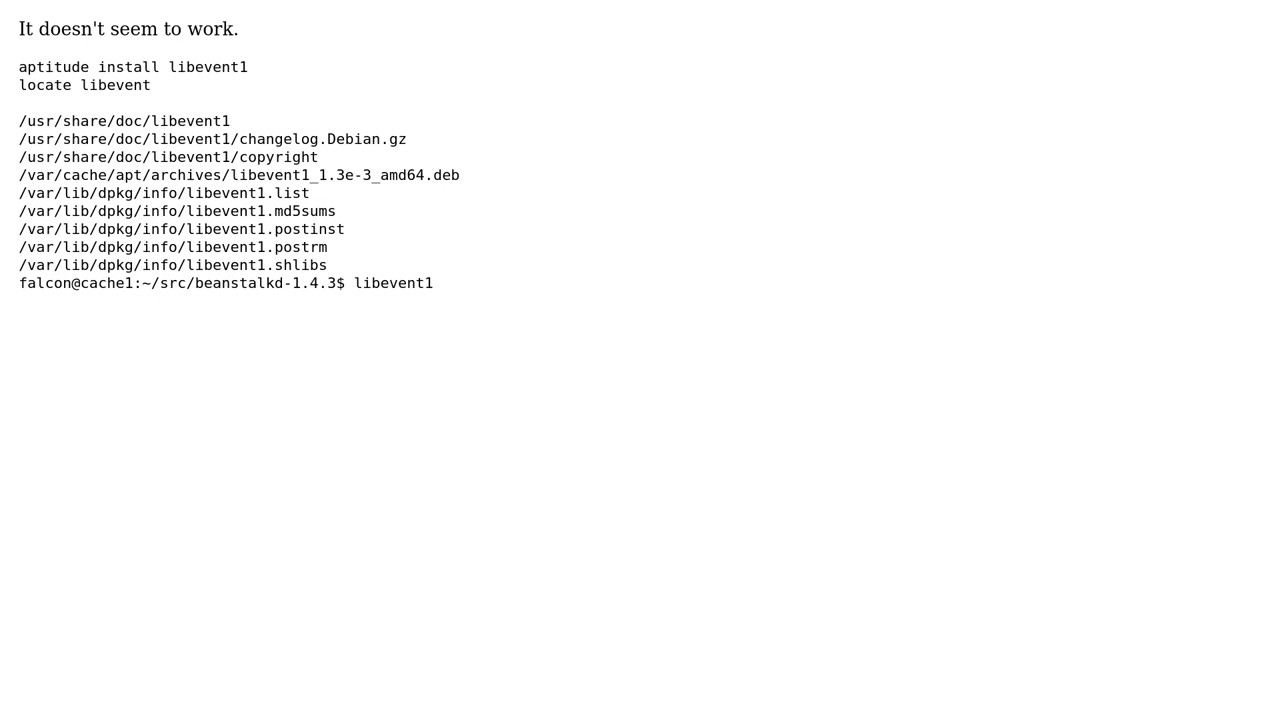 It doesn't seem to work.
aptitude install libevent1
locate libevent
/usr/share/doc/libevent1
/usr/share/doc/libevent1/changelog.Debian.gz
/usr/share/doc/libevent1/copyright
/var/cache/apt/archives/libevent1_1.3e-3_amd64.deb
/var/lib/dpkg/info/libevent1.list
/var/lib/dpkg/info/libevent1.md5sums
/var/lib/dpkg/info/libevent1.postinst
/var/lib/dpkg/info/libevent1.postrm
/var/lib/dpkg/info/libevent1.shlibs
falcon@cache1:~/src/beanstalkd-1.4.3$ libevent1